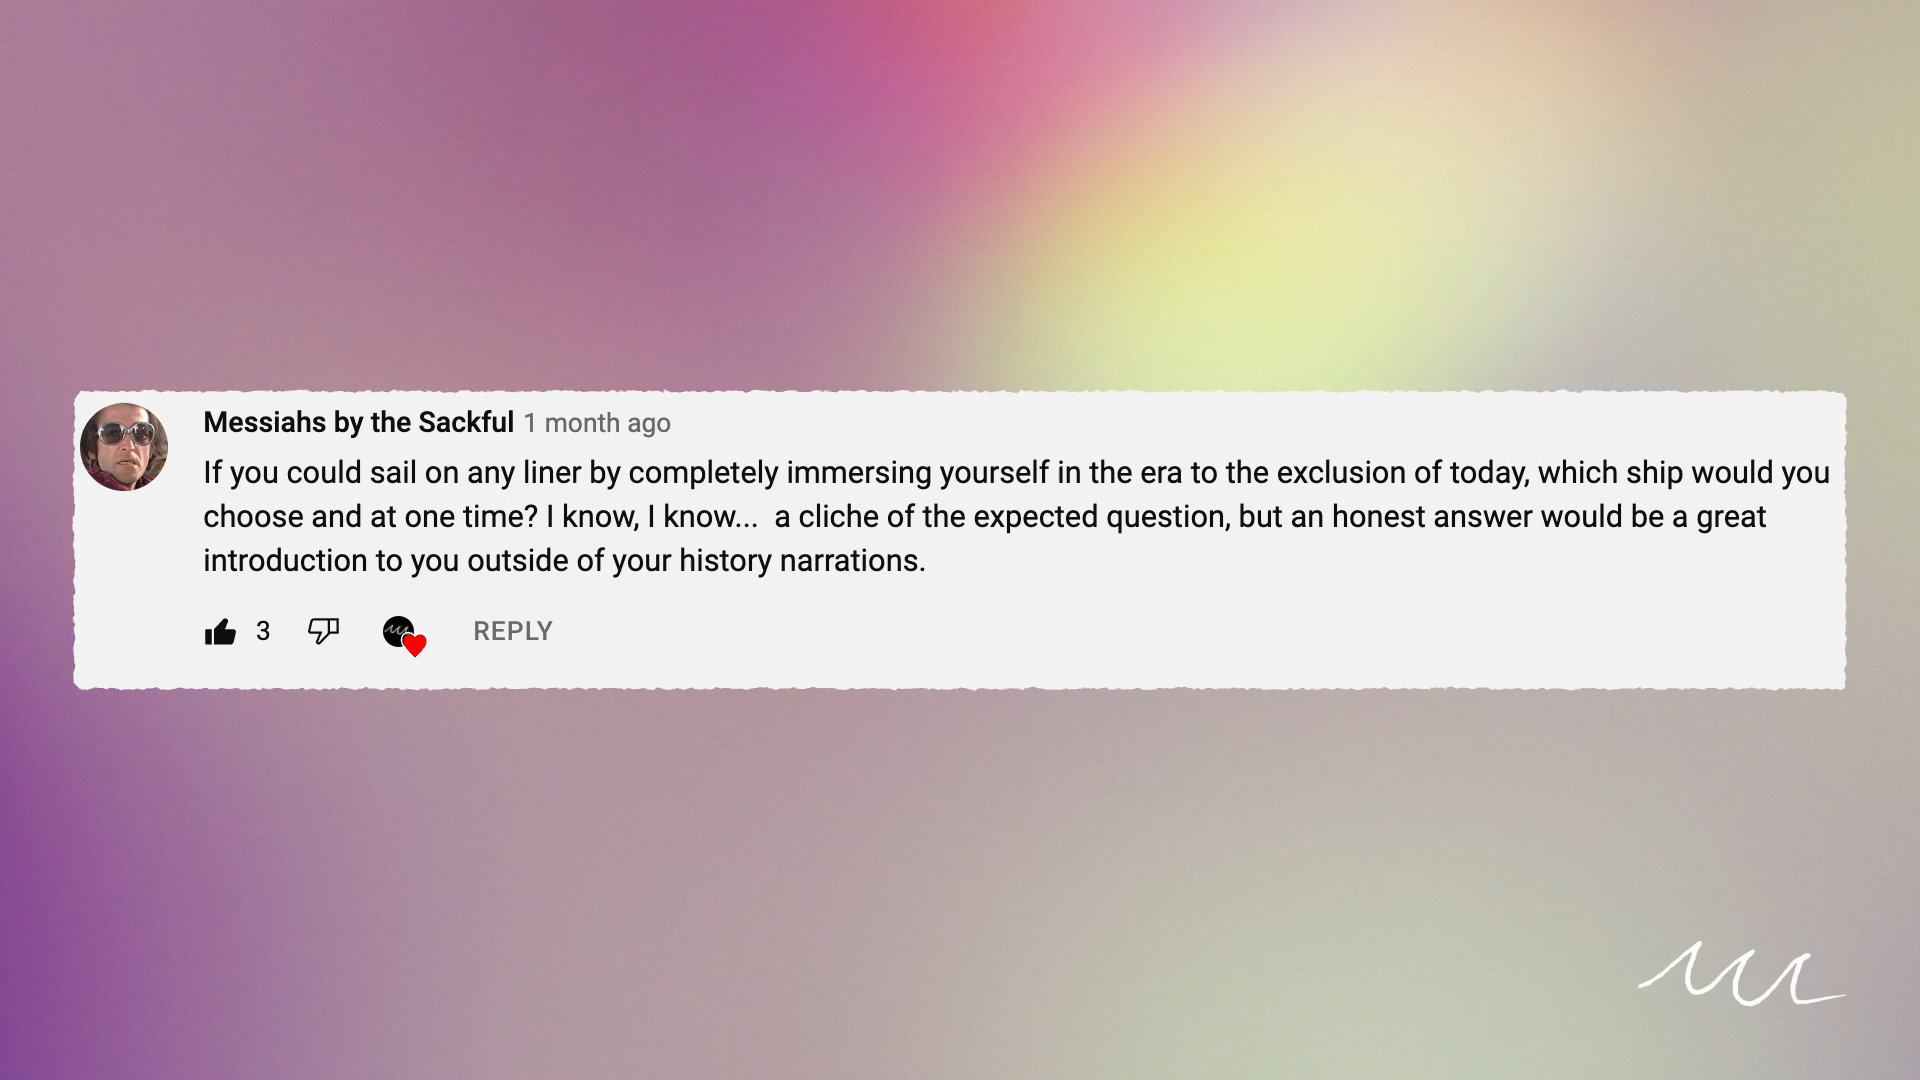 Messiahs by the Sackful 1 month ago
If you could sail on any liner by completely immersing yourself in the era to the exclusion of today, which ship would you
choose and at one time? I know, I know...  a cliche of the expected question, but an honest answer would be a great
introduction to you outside of your history narrations.
3 REPLY